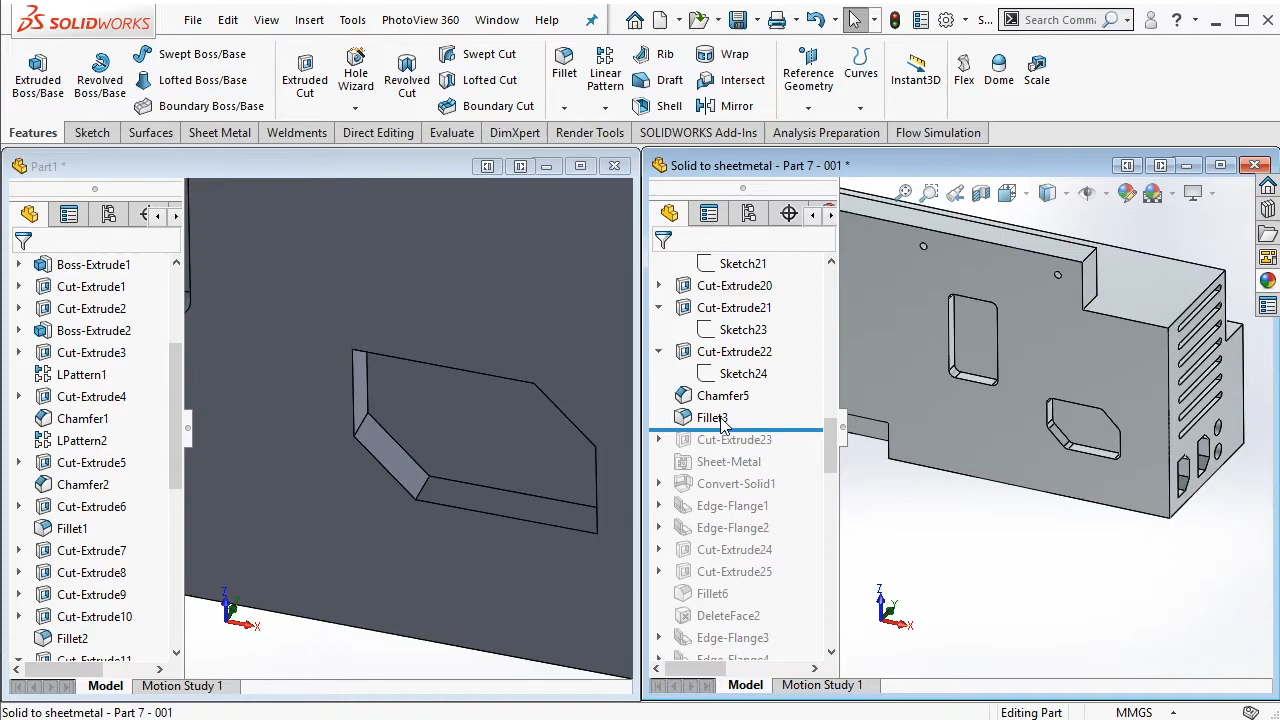 SOLIDWORKS
File Edit View Insert Tools PhotoView 360 Window Help S... Search Comma
Extruded Boss/Base
Revolved Boss/Base
Swept Boss/Base
Lofted Boss/Base
Boundary Boss/Base
Extruded Cut
Hole Wizard
Revolved Cut
Swept Cut
Lofted Cut
Boundary Cut
Fillet
Linear Pattern
Rib
Draft
Shell
Wrap
Intersect
Mirror
Reference Geometry
Curves
Instant3D
Flex
Dome
Scale
Features Sketch Surfaces Sheet Metal Weldments Direct Editing Evaluate DimXpert Render Tools SOLIDWORKS Add-Ins Analysis Preparation Flow Simulation
Part1 *
Boss-Extrude1
Cut-Extrude1
Cut-Extrude2
Boss-Extrude2
Cut-Extrude3
LPattern1
Cut-Extrude4
Chamfer1
LPattern2
Cut-Extrude5
Chamfer2
Cut-Extrude6
Fillet1
Cut-Extrude7
Cut-Extrude8
Cut-Extrude9
Cut-Extrude10
Fillet2
Cut-Extrude11
Z
Y
X
Model Motion Study 1
Solid to sheetmetal - Part 7 - 001 *
Sketch21
Cut-Extrude20
Cut-Extrude21
Sketch23
Cut-Extrude22
Sketch24
Chamfer5
Fillet3
Cut-Extrude23
Sheet-Metal
Convert-Solid1
Edge-Flange1
Edge-Flange2
Cut-Extrude24
Cut-Extrude25
Fillet6
DeleteFace2
Edge-Flange3
Edge-Flange4
Z
Y
X
Model Motion Study 1
Solid to sheetmetal - Part 7 - 001 Editing Part MMGS